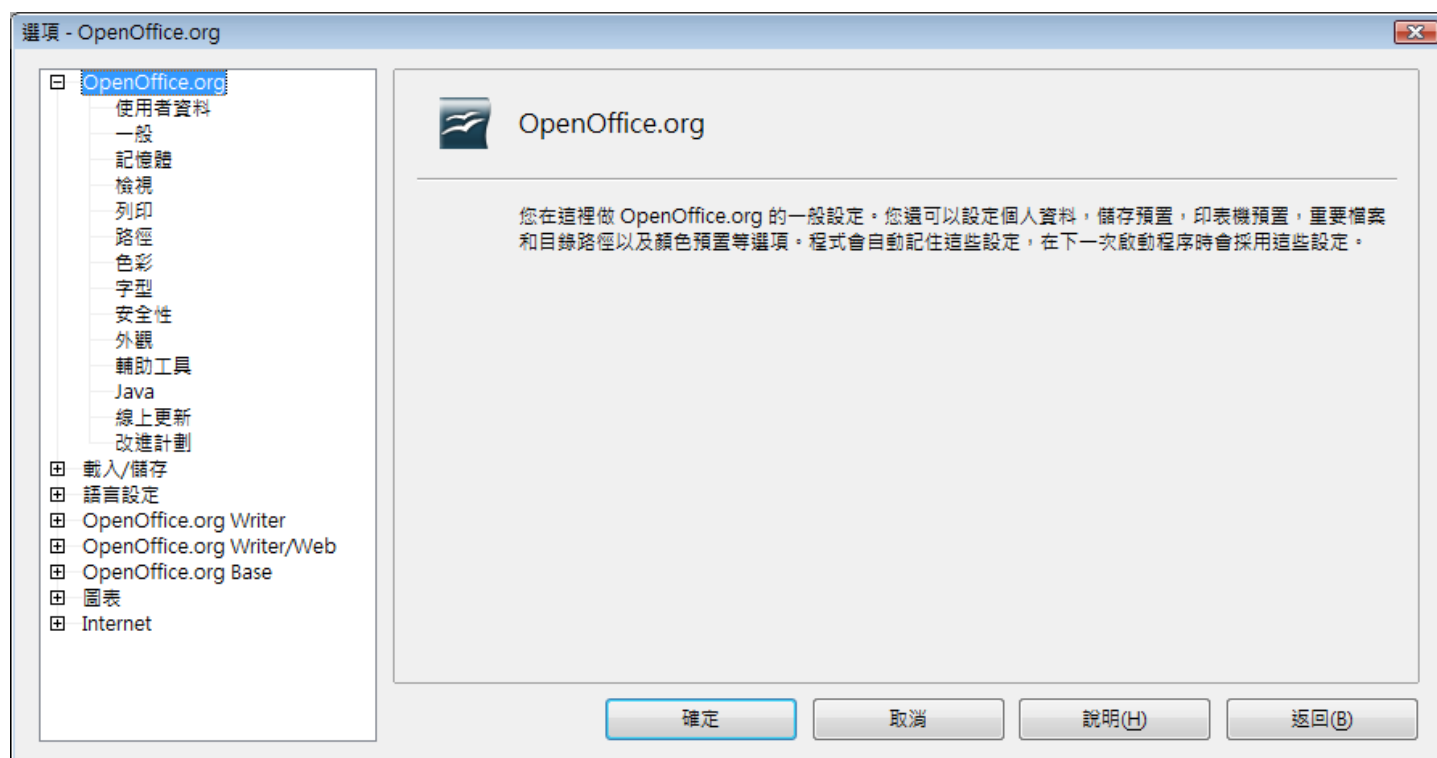 選項 - OpenOffice.org
OpenOffice.org
使用者資料
一般
記憶體
檢視
列印
路徑
色彩
字型
安全性
外觀
輔助工具
Java
線上更新
改進計劃
載入/儲存
語言設定
OpenOffice.org Writer
OpenOffice.org Writer/Web
OpenOffice.org Base
圖表
Internet
OpenOffice.org
您在這裡做 OpenOffice.org 的一般設定。您還可以設定個人資料，儲存預置，印表機預置，重要檔案
和目錄路徑以及顏色預置等選項。程式會自動記住這些設定，在下一次啟動程序時會採用這些設定。
確定
取消
說明(H)
返回(B)